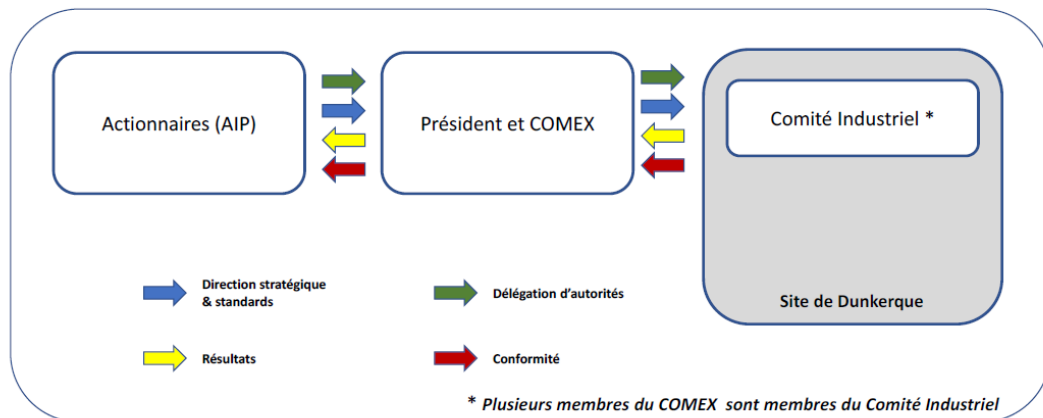 Actionnaires (AIP)
Président et COMEX
Comité Industriel *
Direction stratégique
& standards
Délégation d'autorités
Site de Dunkerque
Résultats
Conformité
* Plusieurs membres du COMEX sont membres du Comité Industriel